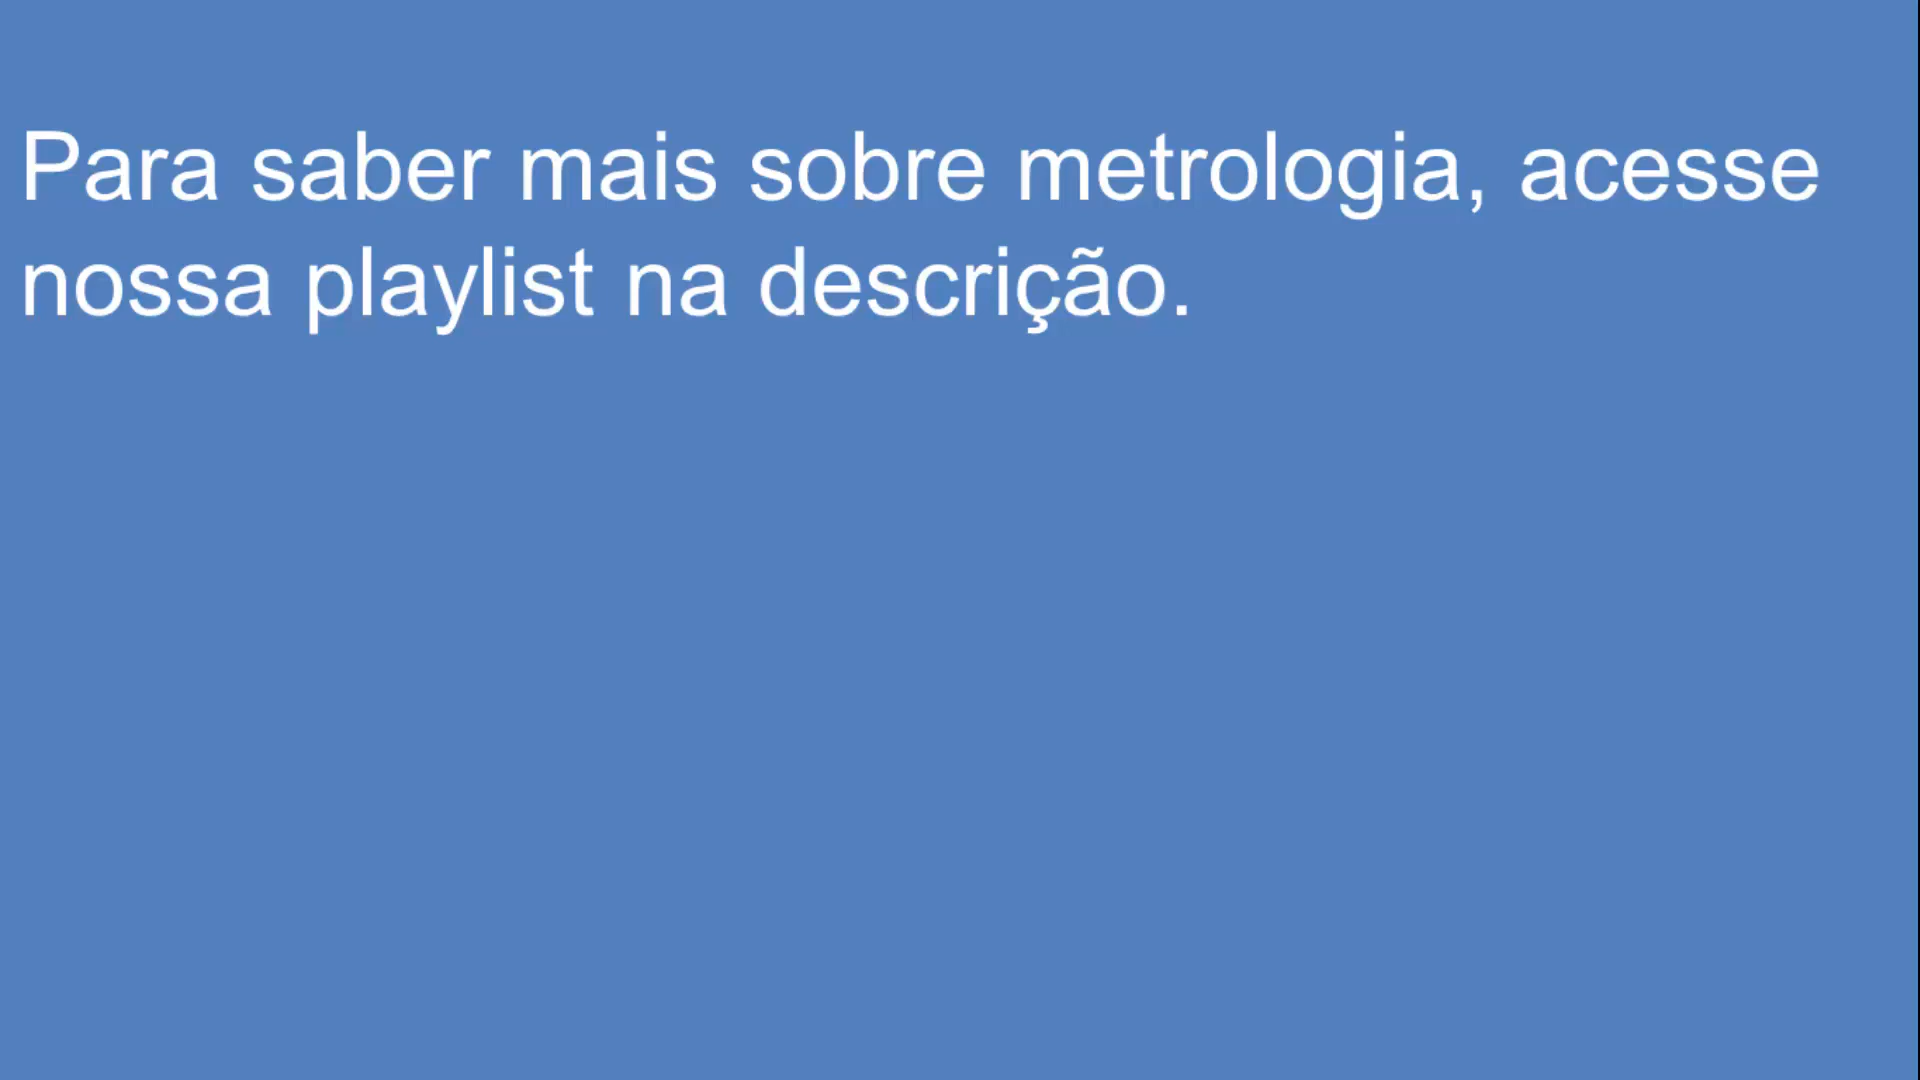 Para saber mais sobre metrologia, acesse
nossa playlist na descrição.